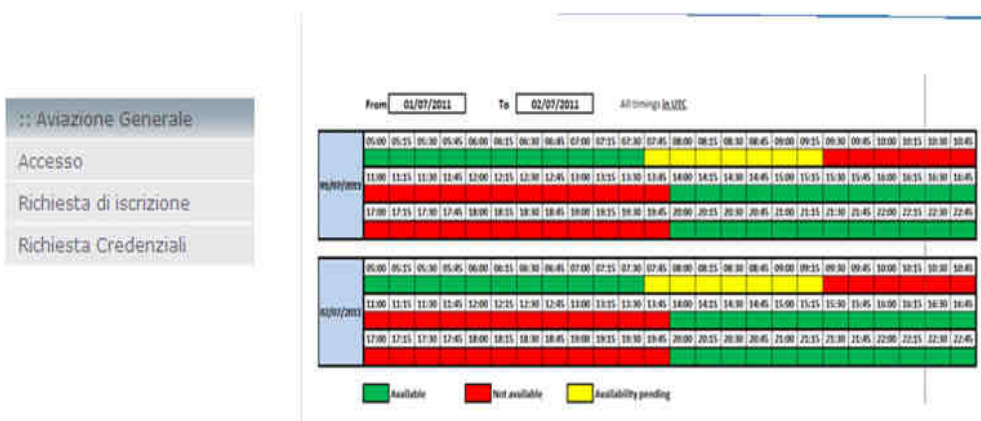 :: Aviazione Generale
Accesso
Richiesta di iscrizione
Richiesta Credenziali
From 01/07/2011 To 02/07/2011 All timings in UTC
05:00 05:15 05:30 05:45 06:00 06:15 06:30 06:45 07:00 07:15 07:30 07:45 08:00 08:15 08:30 08:45 09:00 09:15 09:30 09:45 10:00 10:15 10:30 10:45
01/07/2011 11:00 11:15 11:30 11:45 12:00 12:15 12:30 12:45 13:00 13:15 13:30 13:45 14:00 14:15 14:30 14:45 15:00 15:15 15:30 15:45 16:00 16:15 16:30 16:45
17:00 17:15 17:30 17:45 18:00 18:15 18:30 18:45 19:00 19:15 19:30 19:45 20:00 20:15 20:30 20:45 21:00 21:15 21:30 21:45 22:00 22:15 22:30 22:45
05:00 05:15 05:30 05:45 06:00 06:15 06:30 06:45 07:00 07:15 07:30 07:45 08:00 08:15 08:30 08:45 09:00 09:15 09:30 09:45 10:00 10:15 10:30 10:45
02/07/2011 11:00 11:15 11:30 11:45 12:00 12:15 12:30 12:45 13:00 13:15 13:30 13:45 14:00 14:15 14:30 14:45 15:00 15:15 15:30 15:45 16:00 16:15 16:30 16:45
17:00 17:15 17:30 17:45 18:00 18:15 18:30 18:45 19:00 19:15 19:30 19:45 20:00 20:15 20:30 20:45 21:00 21:15 21:30 21:45 22:00 22:15 22:30 22:45
Available Not available Availability pending